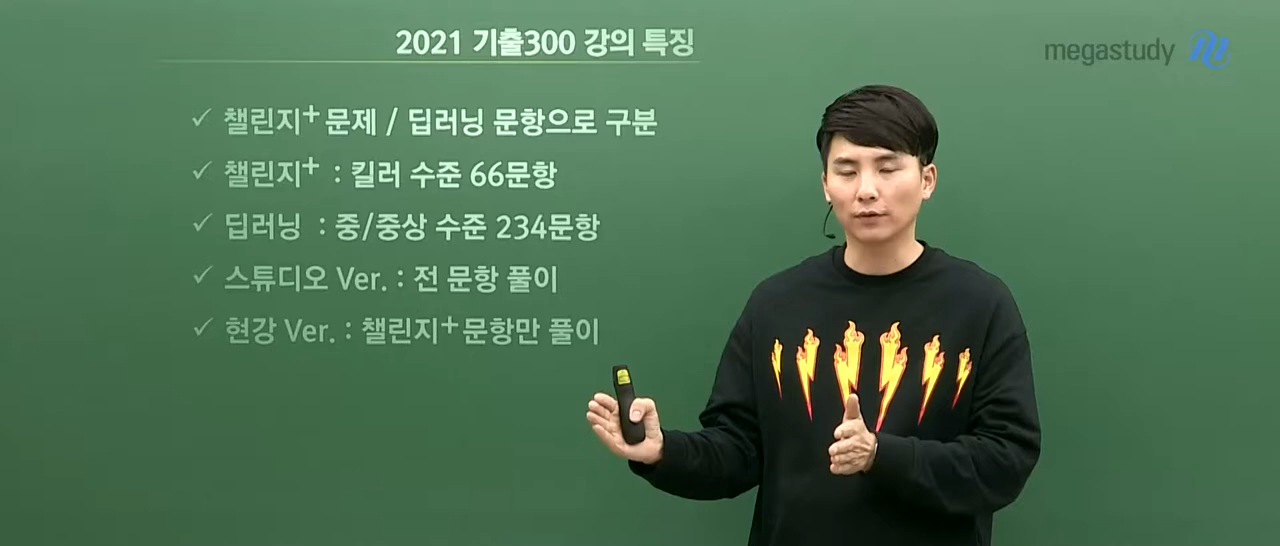 2021 기출300 강의 특징
megastudy
✓ 챌린지+ 문제 / 딥러닝 문항으로 구분
✓ 챌린지+ : 킬러 수준 66문항
✓ 딥러닝 : 중/중상 수준 234문항
✓ 스튜디오 Ver. : 전 문항 풀이
✓ 현강 Ver. : 챌린지+ 문항만 풀이